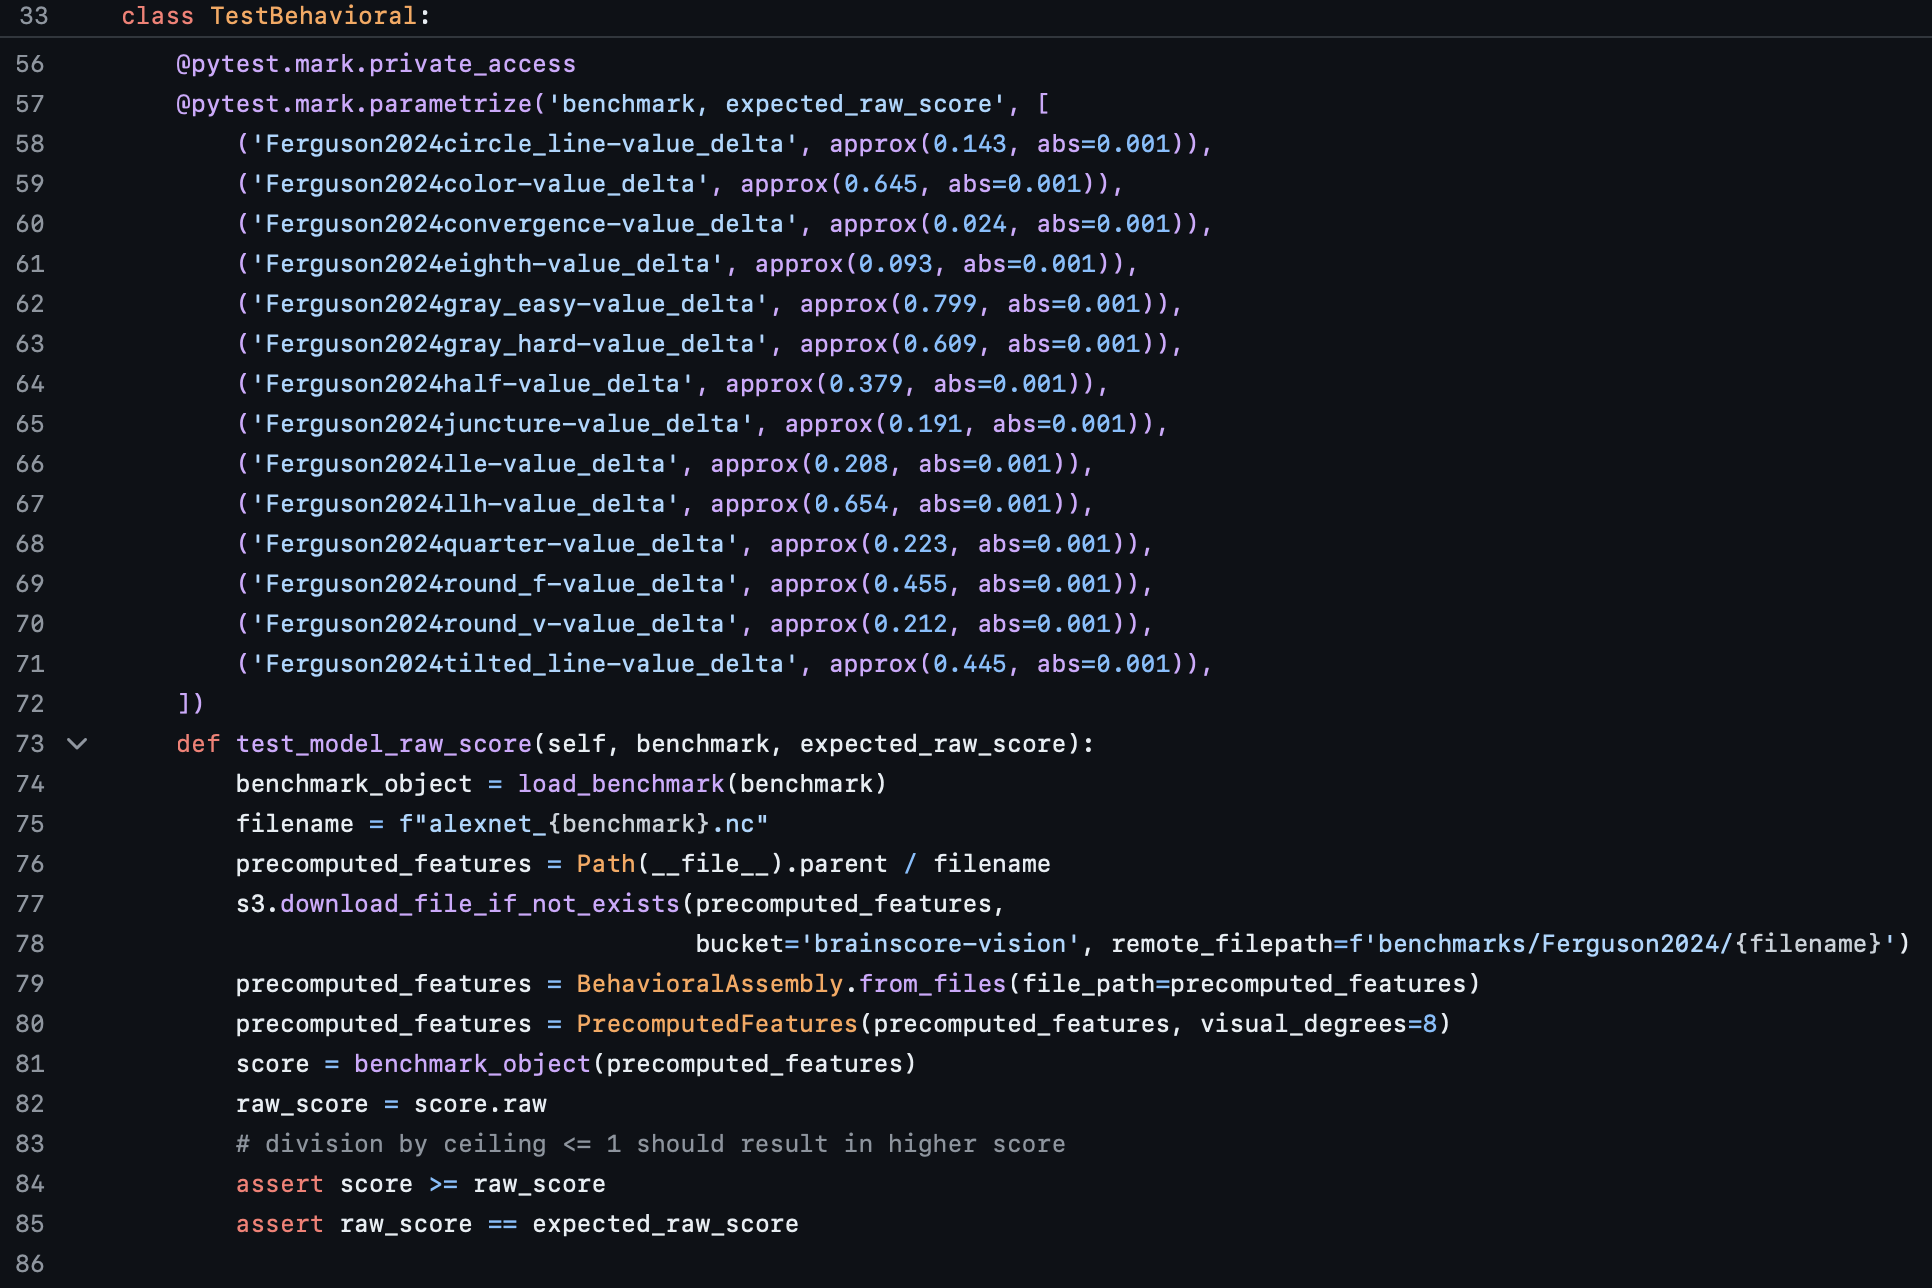 33 class TestBehavioral:
56 @pytest.mark.private_access
57 @pytest.mark.parametrize('benchmark, expected_raw_score', [
58 ('Ferguson2024circle_line-value_delta', approx(0.143, abs=0.001)),
59 ('Ferguson2024color-value_delta', approx(0.645, abs=0.001)),
60 ('Ferguson2024convergence-value_delta', approx(0.024, abs=0.001)),
61 ('Ferguson2024eighth-value_delta', approx(0.093, abs=0.001)),
62 ('Ferguson2024gray_easy-value_delta', approx(0.799, abs=0.001)),
63 ('Ferguson2024gray_hard-value_delta', approx(0.609, abs=0.001)),
64 ('Ferguson2024half-value_delta', approx(0.379, abs=0.001)),
65 ('Ferguson2024juncture-value_delta', approx(0.191, abs=0.001)),
66 ('Ferguson2024lle-value_delta', approx(0.208, abs=0.001)),
67 ('Ferguson2024llh-value_delta', approx(0.654, abs=0.001)),
68 ('Ferguson2024quarter-value_delta', approx(0.223, abs=0.001)),
69 ('Ferguson2024round_f-value_delta', approx(0.455, abs=0.001)),
70 ('Ferguson2024round_v-value_delta', approx(0.212, abs=0.001)),
71 ('Ferguson2024tilted_line-value_delta', approx(0.445, abs=0.001)),
72 ])
73 def test_model_raw_score(self, benchmark, expected_raw_score):
74 benchmark_object = load_benchmark(benchmark)
75 filename = f"alexnet_{benchmark}.nc"
76 precomputed_features = Path(__file__).parent / filename
77 s3.download_file_if_not_exists(precomputed_features,
78 bucket='brainscore-vision', remote_filepath=f'benchmarks/Ferguson2024/{filename}')
79 precomputed_features = BehavioralAssembly.from_files(file_path=precomputed_features)
80 precomputed_features = PrecomputedFeatures(precomputed_features, visual_degrees=8)
81 score = benchmark_object(precomputed_features)
82 raw_score = score.raw
83 # division by ceiling <= 1 should result in higher score
84 assert score >= raw_score
85 assert raw_score == expected_raw_score
86